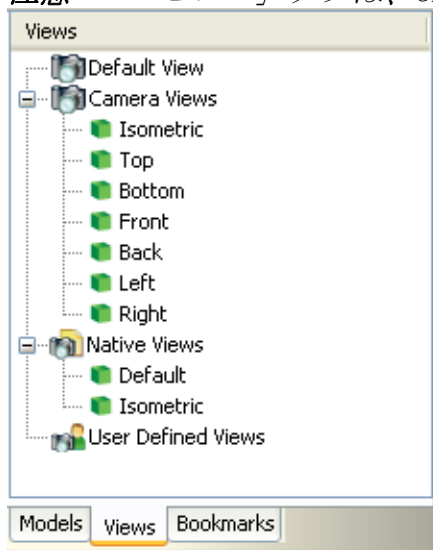 Views
Default View
Camera Views
Isometric
Top
Bottom
Front
Back
Left
Right
Native Views
Default
Isometric
User Defined Views
Models Views Bookmarks